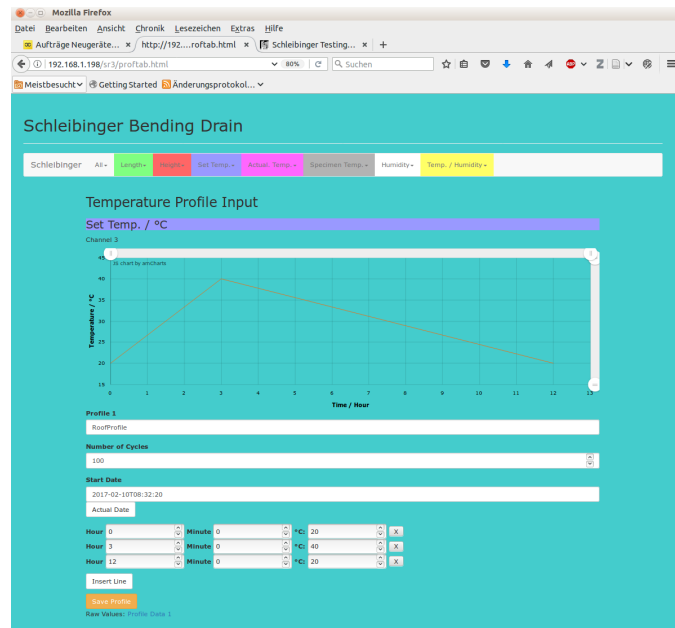 Mozilla Firefox
Datei Bearbeiten Ansicht Chronik Lesezeichen Extras Hilfe
Aufträge Neugeräte... × http://192....roftab.html × Schleibinger Testing... × +
192.168.1.198/sr3/proftab.html 80% Suchen
Meistbesucht Getting Started Änderungsprotokol...
Schleibinger Bending Drain
Schleibinger All Length Height Set Temp. Actual. Temp. Specimen Temp. Humidity Temp. / Humidity
Temperature Profile Input
Set Temp. / °C
Channel 3
JS chart by amCharts
Temperature / °C
45
40
35
30
25
20
15
0 1 2 3 4 5 6 7 8 9 10 11 12 13
Time / Hour
Profile 1
RoofProfile
Number of Cycles
100
Start Date
2017-02-10T08:32:20
Actual Date
Hour 0 Minute 0 °C: 20 X
Hour 3 Minute 0 °C: 40 X
Hour 12 Minute 0 °C: 20 X
Insert Line
Save Profile
Raw Values: Profile Data 1